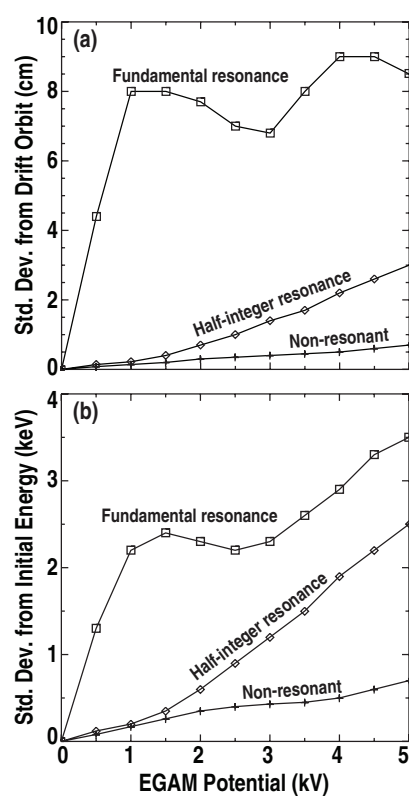 (a)
Fundamental resonance
Half-integer resonance
Non-resonant
Std. Dev. from Drift Orbit (cm)
10
8
6
4
2
0
(b)
Fundamental resonance
Half-integer resonance
Non-resonant
Std. Dev. from Initial Energy (keV)
4
3
2
1
0
0 1 2 3 4 5
EGAM Potential (kV)